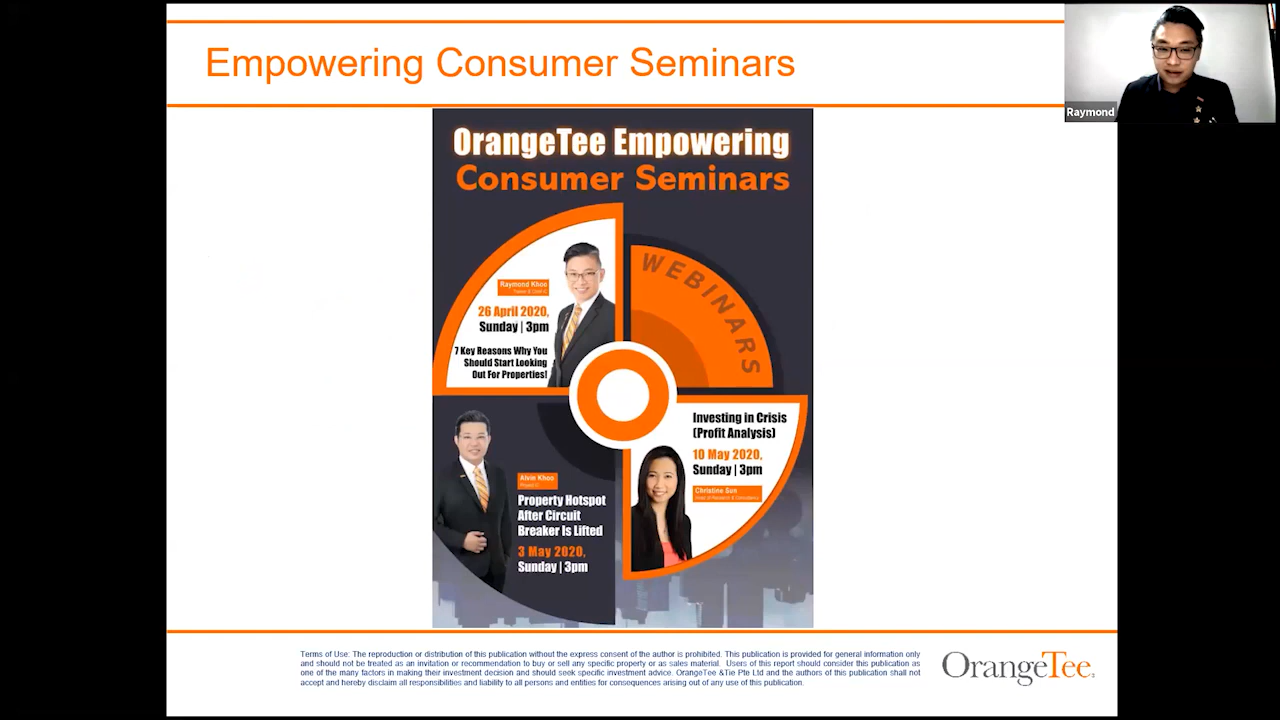 Empowering Consumer Seminars
Raymond
OrangeTee Empowering
Consumer Seminars
WEBINARS
Raymond Khoo
26 April 2020,
Sunday | 3pm
7 Key Reasons Why You
Should Start Looking
Out For Properties!
Investing in Crisis
(Profit Analysis)
10 May 2020,
Sunday | 3pm
Christine Sun
Head of Research & Consultancy
Alvin Khoo
Property Hotspot
After Circuit
Breaker Is Lifted
3 May 2020,
Sunday | 3pm
Terms of Use: The reproduction or distribution of this publication without the express consent of the author is prohibited. This publication is provided for general information only
and should not be treated as an invitation or recommendation to buy or sell any specific property or as sales material. Users of this report should consider this publication as
one of the many factors in making their investment decision and should seek specific investment advice. OrangeTee &Tie Pte Ltd and the authors of this publication shall not
accept and hereby disclaim all responsibilities and liability to all persons and entities for consequences arising out of any use of this publication.
OrangeTee